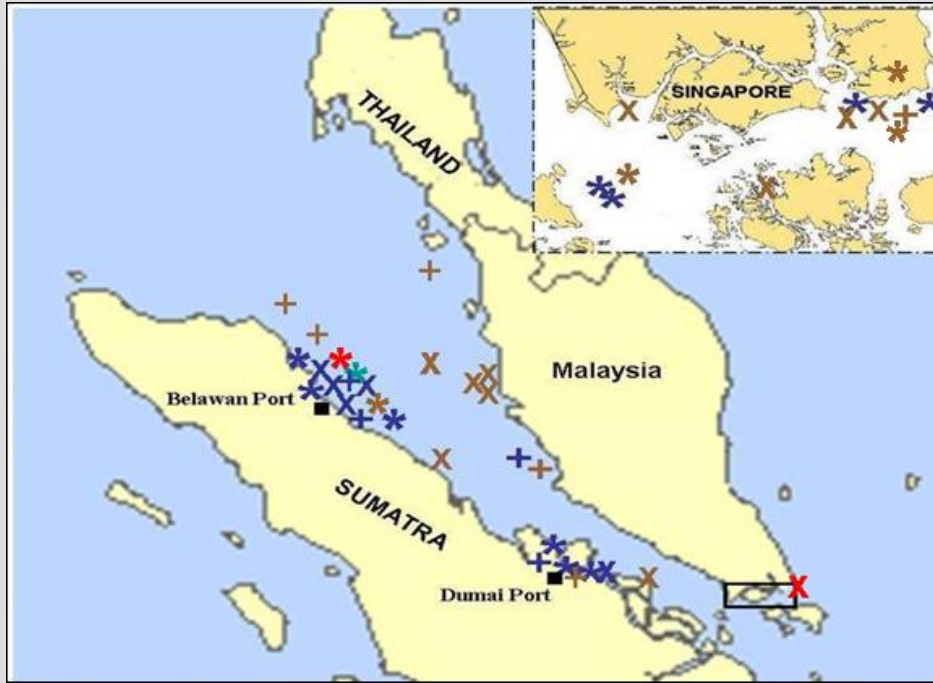 THAILAND
SINGAPORE
Malaysia
Belawan Port
SUMATRA
Dumai Port